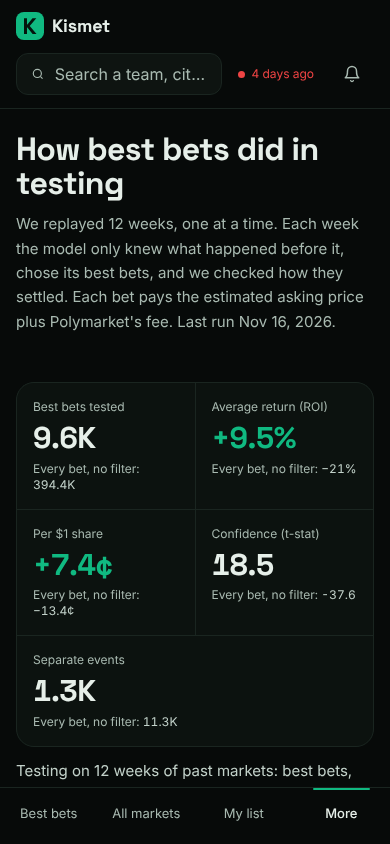 Kismet
Search a team, cit...
4 days ago
How best bets did in
testing
We replayed 12 weeks, one at a time. Each week
the model only knew what happened before it,
chose its best bets, and we checked how they
settled. Each bet pays the estimated asking price
plus Polymarket's fee. Last run Nov 16, 2026.
Best bets tested
9.6K
Every bet, no filter:
394.4K
Average return (ROI)
+9.5%
Every bet, no filter: −21%
Per $1 share
+7.4¢
Every bet, no filter:
−13.4¢
Confidence (t-stat)
18.5
Every bet, no filter: -37.6
Separate events
1.3K
Every bet, no filter: 11.3K
Testing on 12 weeks of past markets: best bets,
Best bets
All markets
My list
More